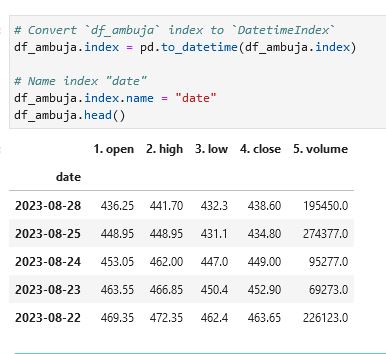 # Convert `df_ambuja` index to `DatetimeIndex`
df_ambuja.index = pd.to_datetime(df_ambuja.index)
# Name index "date"
df_ambuja.index.name = "date"
df_ambuja.head()
1. open 2. high 3. low 4. close 5. volume
date
2023-08-28 436.25 441.70 432.3 438.60 195450.0
2023-08-25 448.95 448.95 431.1 434.80 274377.0
2023-08-24 453.05 462.00 447.0 449.00 95277.0
2023-08-23 463.55 466.85 450.4 452.90 69273.0
2023-08-22 469.35 472.35 462.4 463.65 226123.0